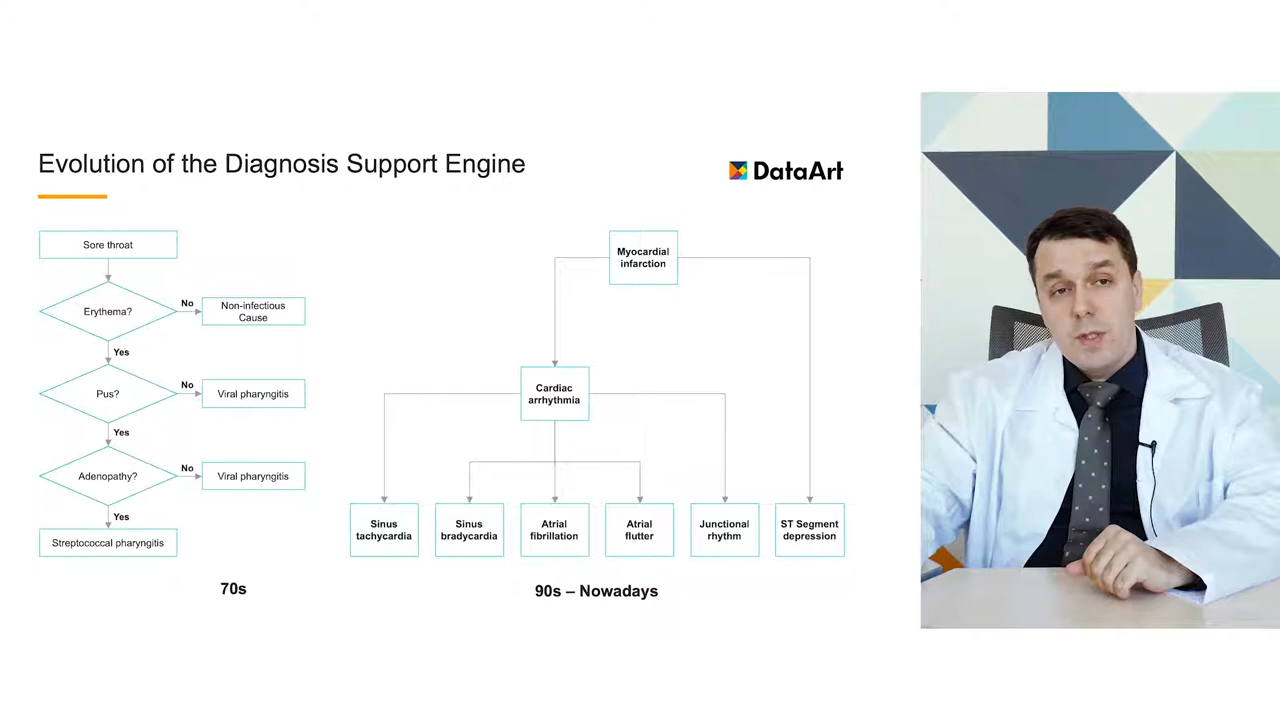 Evolution of the Diagnosis Support Engine
DataArt
Sore throat
Erythema?
No
Non-infectious
Cause
Yes
Pus?
No
Viral pharyngitis
Yes
Adenopathy?
No
Viral pharyngitis
Yes
Streptococcal pharyngitis
70s
Myocardial
infarction
Cardiac
arrhythmia
Sinus
tachycardia
Sinus
bradycardia
Atrial
fibrillation
Atrial
flutter
Junctional
rhythm
ST Segment
depression
90s – Nowadays